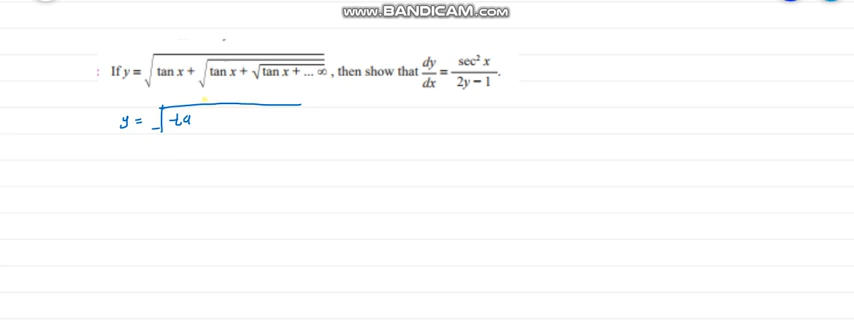 www.BANDICAM.com
: If y = √(tan x + √(tan x + √(tan x + ... ∞))) , then show that dy/dx = sec² x / (2y − 1).
y = √ta